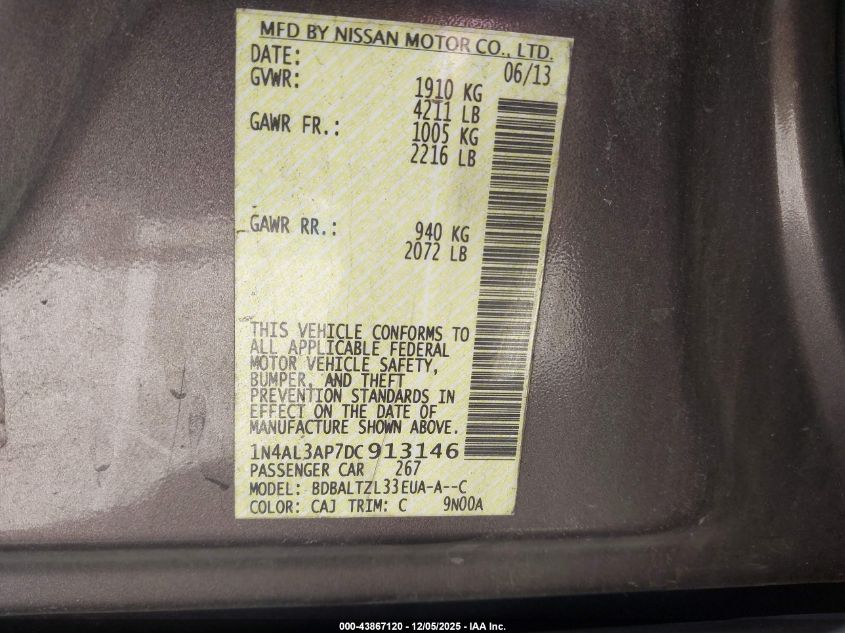 MFD BY NISSAN MOTOR CO., LTD.
DATE: 06/13
GVWR: 1910 KG
4211 LB
GAWR FR.: 1005 KG
2216 LB
GAWR RR.: 940 KG
2072 LB
THIS VEHICLE CONFORMS TO
ALL APPLICABLE FEDERAL
MOTOR VEHICLE SAFETY,
BUMPER, AND THEFT
PREVENTION STANDARDS IN
EFFECT ON THE DATE OF
MANUFACTURE SHOWN ABOVE.
1N4AL3AP7DC913146
PASSENGER CAR 267
MODEL: BDBALTZL33EUA-A--C
COLOR: CAJ TRIM: C 9N00A
000-43867120 - 12/05/2025 - IAA Inc.